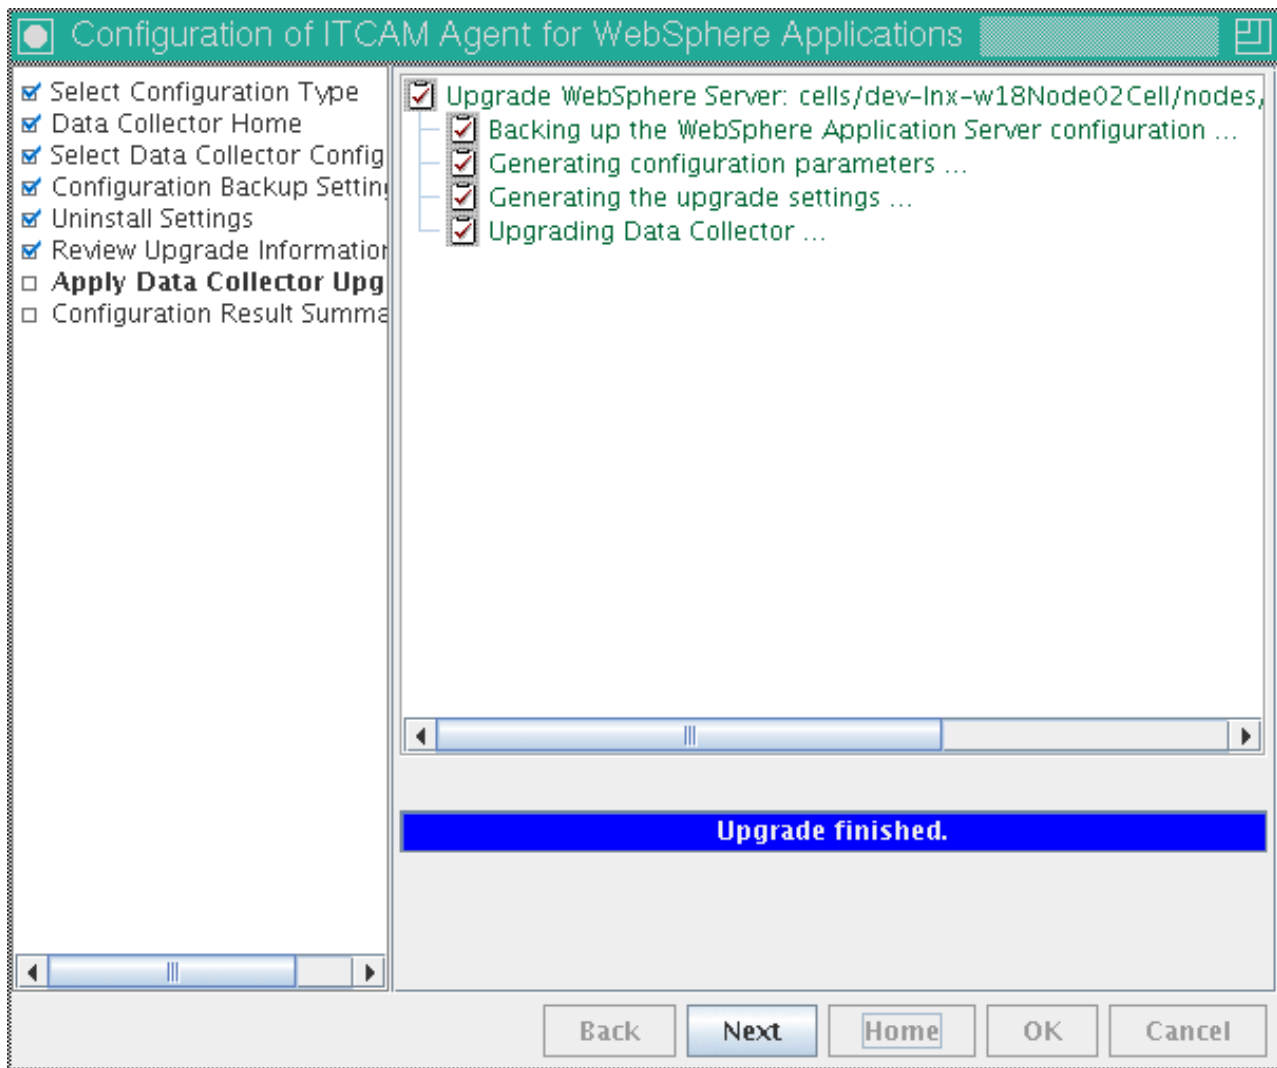 Configuration of ITCAM Agent for WebSphere Applications
Select Configuration Type
Data Collector Home
Select Data Collector Config
Configuration Backup Setting
Uninstall Settings
Review Upgrade Information
Apply Data Collector Upg
Configuration Result Summa
Upgrade WebSphere Server: cells/dev-lnx-w18Node02Cell/nodes,
Backing up the WebSphere Application Server configuration ...
Generating configuration parameters ...
Generating the upgrade settings ...
Upgrading Data Collector ...
Upgrade finished.
Back Next Home OK Cancel